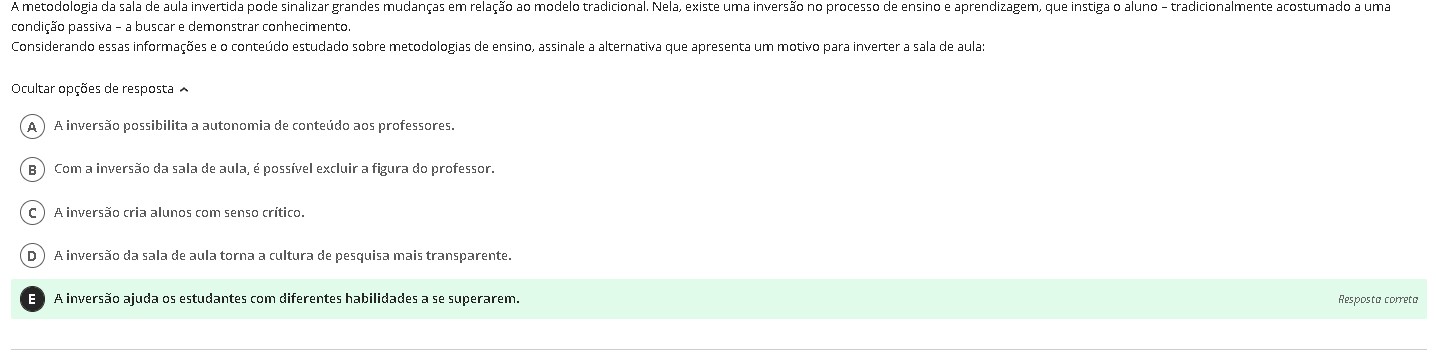 A metodologia da sala de aula invertida pode sinalizar grandes mudanças em relação ao modelo tradicional. Nela, existe uma inversão no processo de ensino e aprendizagem, que instiga o aluno – tradicionalmente acostumado a uma
condição passiva – a buscar e demonstrar conhecimento.
Considerando essas informações e o conteúdo estudado sobre metodologias de ensino, assinale a alternativa que apresenta um motivo para inverter a sala de aula:
Ocultar opções de resposta
A A inversão possibilita a autonomia de conteúdo aos professores.
B Com a inversão da sala de aula, é possível excluir a figura do professor.
C A inversão cria alunos com senso crítico.
D A inversão da sala de aula torna a cultura de pesquisa mais transparente.
E A inversão ajuda os estudantes com diferentes habilidades a se superarem. Resposta correta